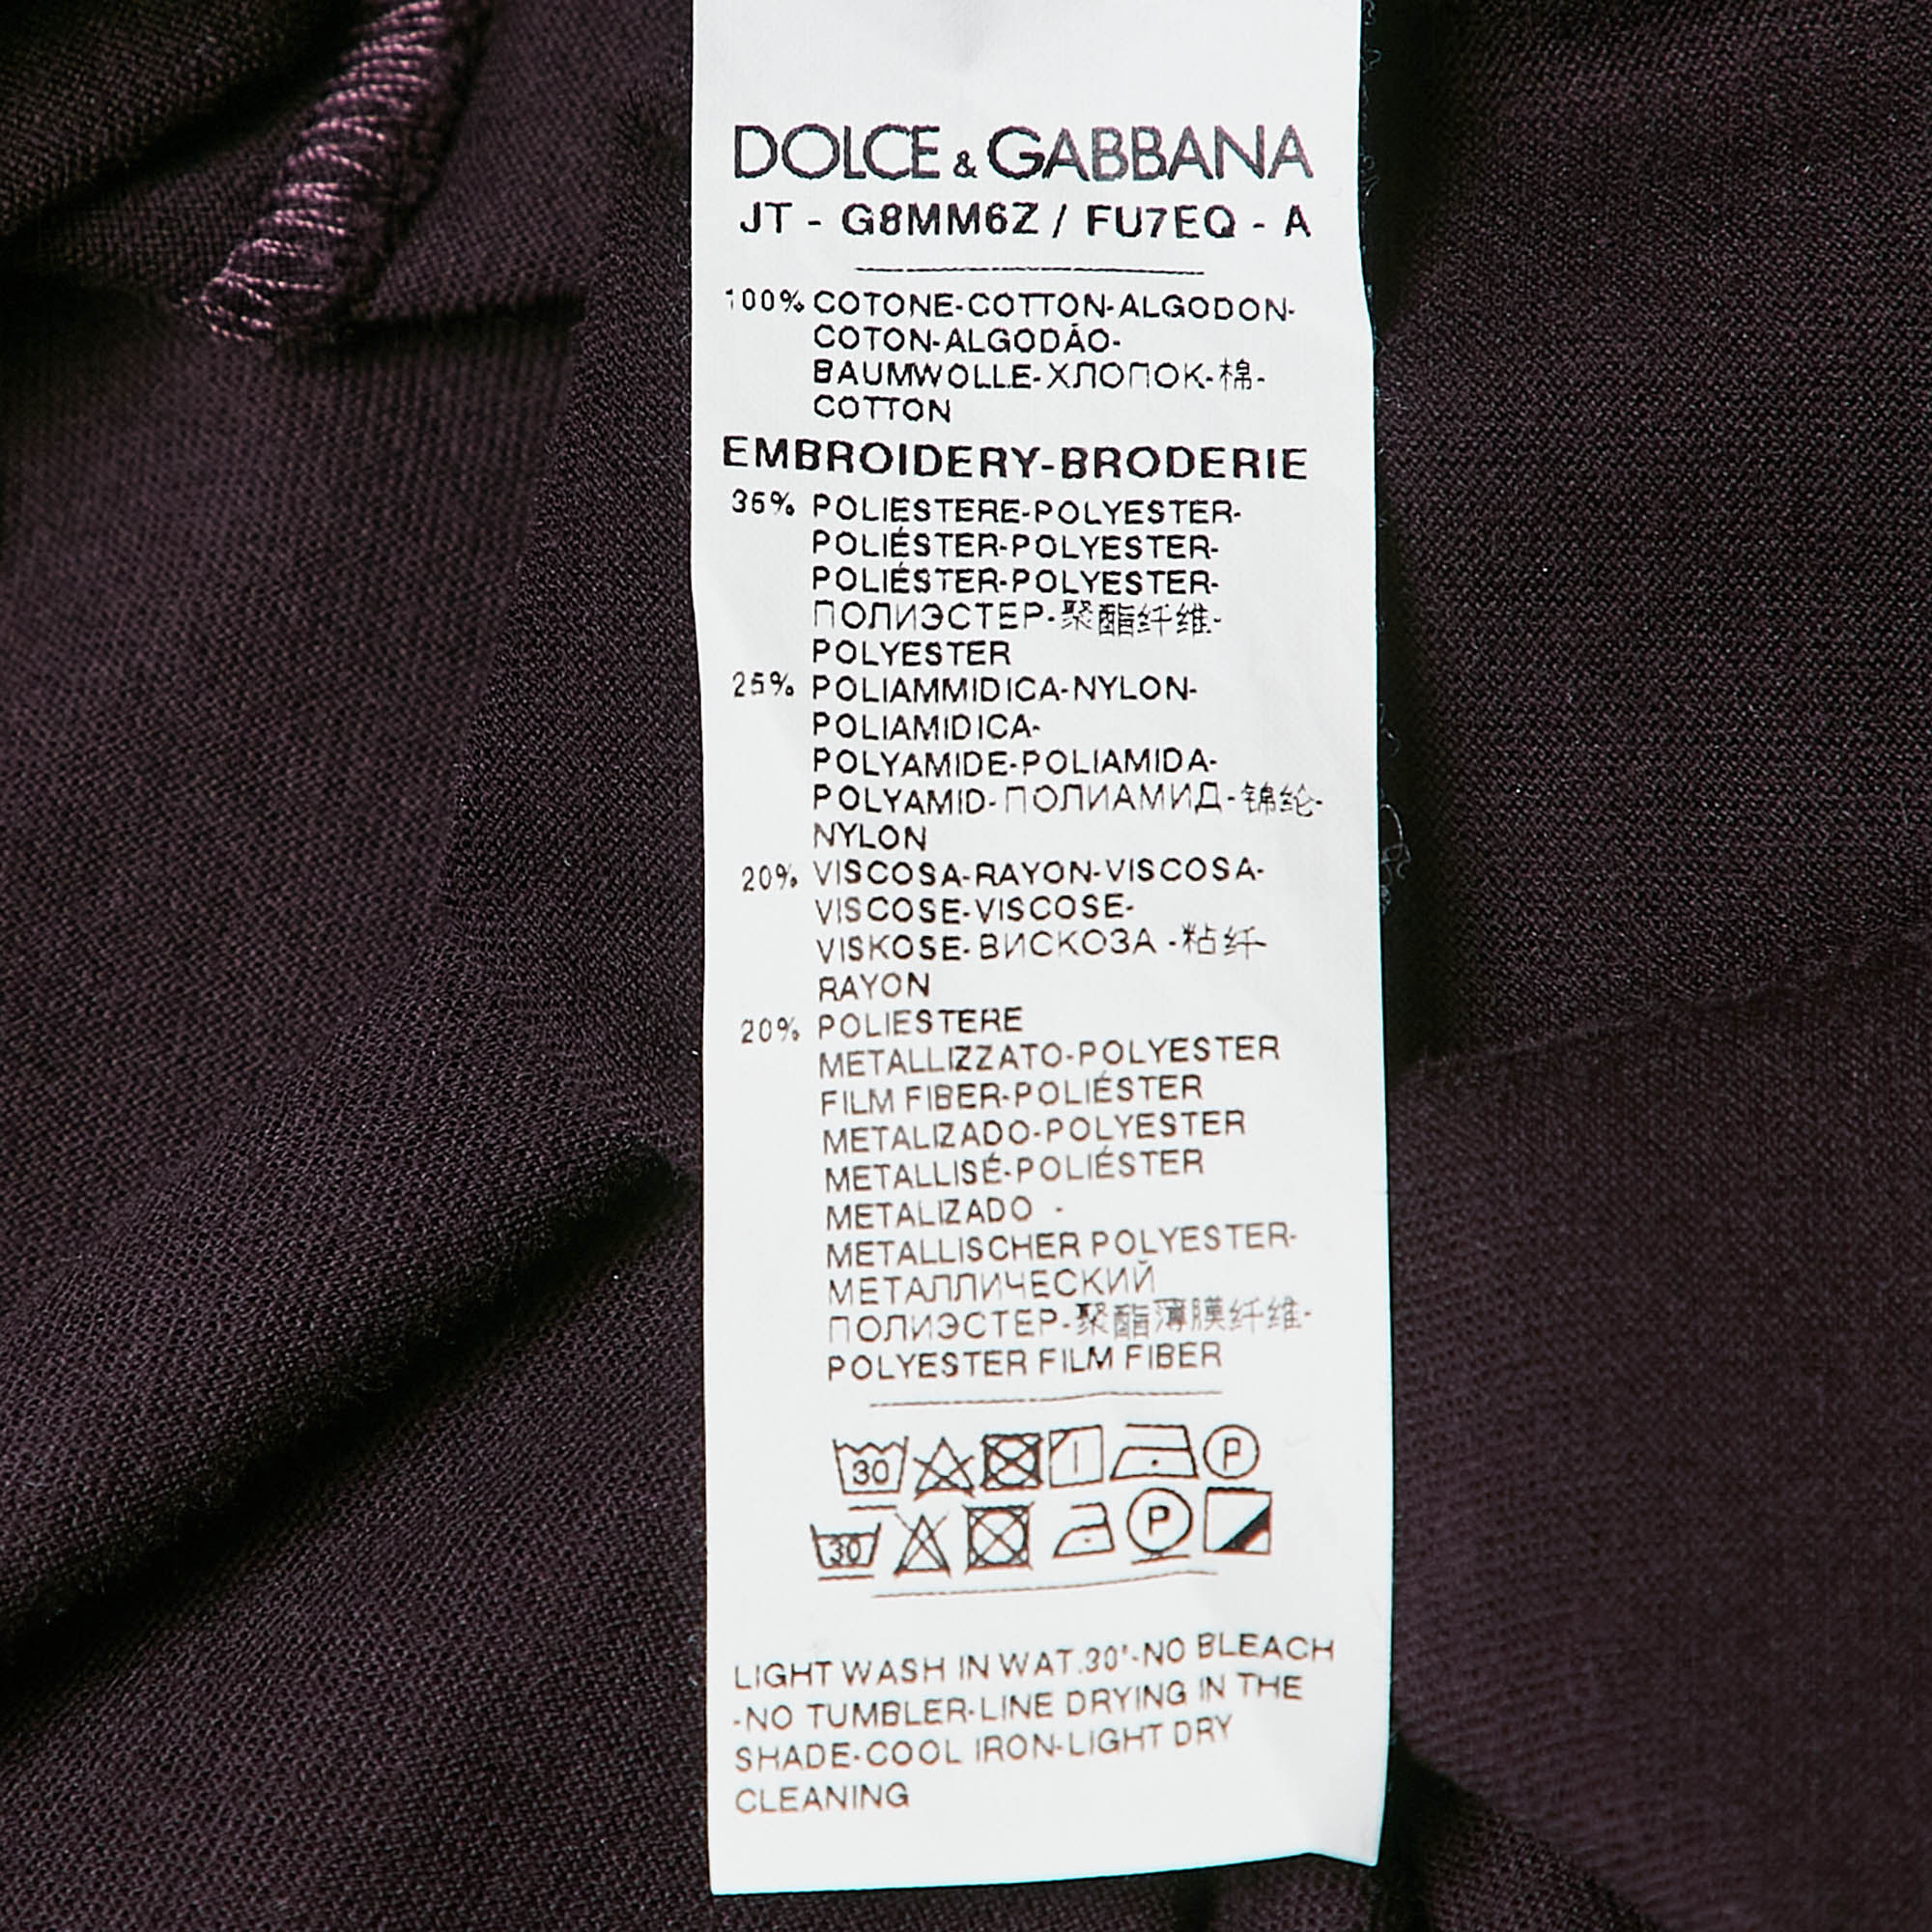 DOLCE & GABBANA
JT - G8MM6Z / FU7EQ - A
100% COTONE-COTTON-ALGODON-
COTON-ALGODÃO-
BAUMWOLLE-ХЛОПОК-棉-
COTTON
EMBROIDERY-BRODERIE
35% POLIESTERE-POLYESTER-
POLIÉSTER-POLYESTER-
POLIÉSTER-POLYESTER-
ПОЛИЭСТЕР-聚酯纤维-
POLYESTER
25% POLIAMMIDICA-NYLON-
POLIAMIDICA-
POLYAMIDE-POLIAMIDA-
POLYAMID-ПОЛИАМИД-锦纶-
NYLON
20% VISCOSA-RAYON-VISCOSA-
VISCOSE-VISCOSE-
VISKOSE-ВИСКОЗА -粘纤-
RAYON
20% POLIESTERE
METALLIZZATO-POLYESTER
FILM FIBER-POLIÉSTER
METALIZADO-POLYESTER
METALLISÉ-POLIÉSTER
METALIZADO -
METALLISCHER POLYESTER-
МЕТАЛЛИЧЕСКИЙ
ПОЛИЭСТЕР-聚酯薄膜纤维-
POLYESTER FILM FIBER
30 P
30 P
LIGHT WASH IN WAT.30°-NO BLEACH
-NO TUMBLER-LINE DRYING IN THE
SHADE-COOL IRON-LIGHT DRY
CLEANING